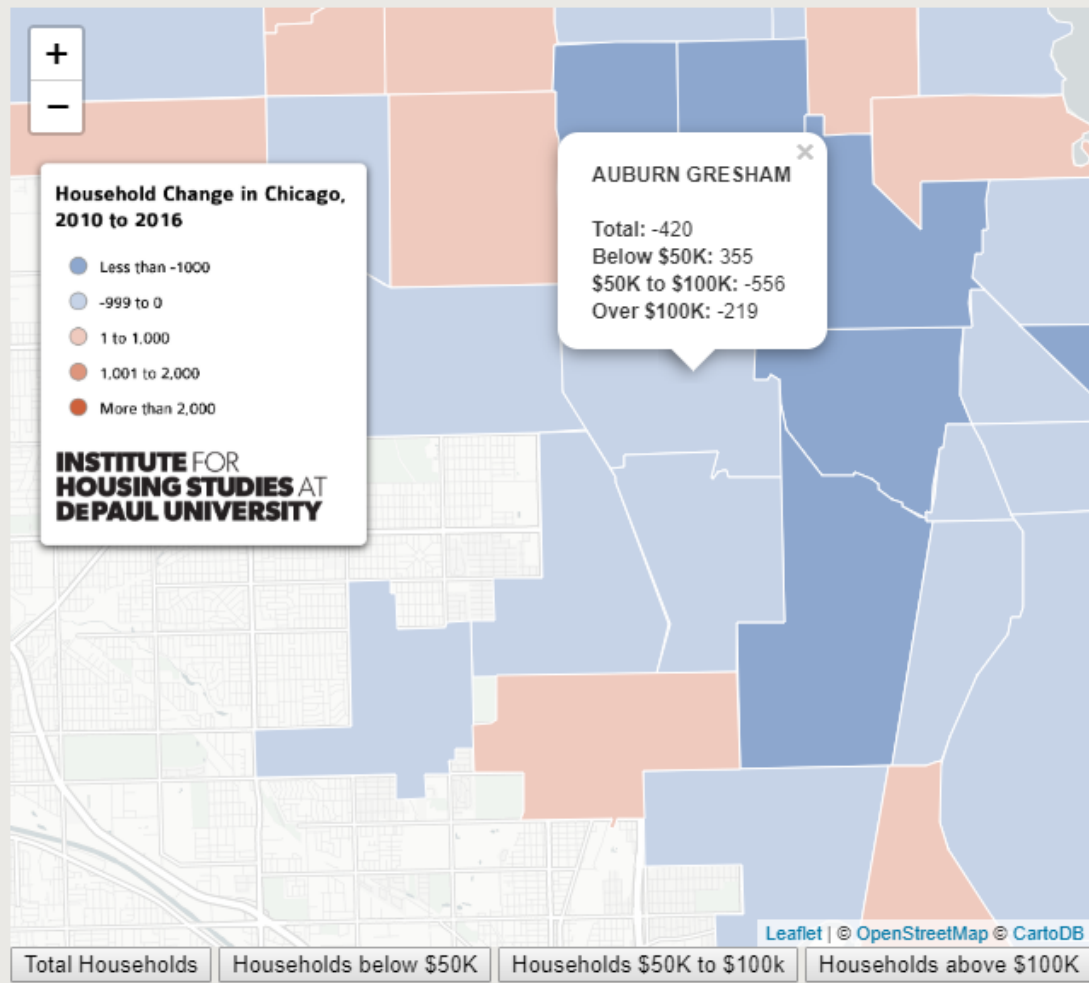 +
−
Household Change in Chicago,
2010 to 2016
Less than -1000
-999 to 0
1 to 1,000
1,001 to 2,000
More than 2,000
INSTITUTE FOR
HOUSING STUDIES AT
DEPAUL UNIVERSITY
×
AUBURN GRESHAM
Total: -420
Below $50K: 355
$50K to $100K: -556
Over $100K: -219
Leaflet | © OpenStreetMap © CartoDB
Total Households
Households below $50K
Households $50K to $100k
Households above $100K